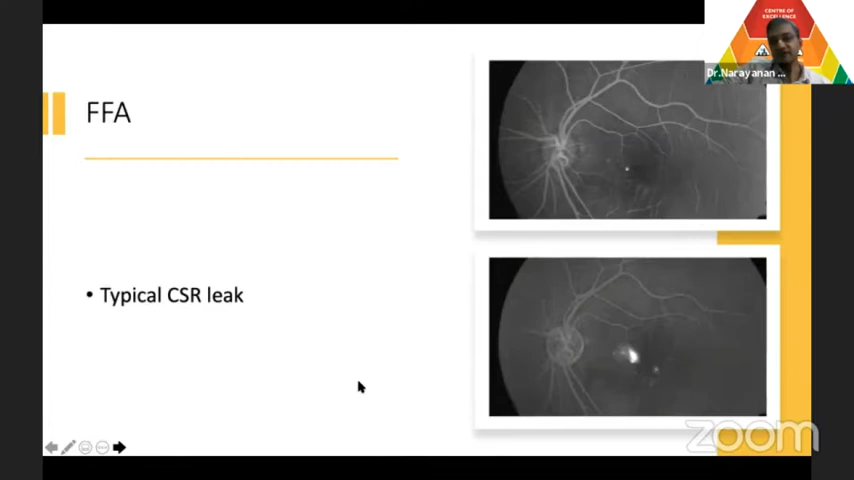 CENTRE OF
EXCELLENCE
Dr.Narayanan ...
FFA
• Typical CSR leak
zoom